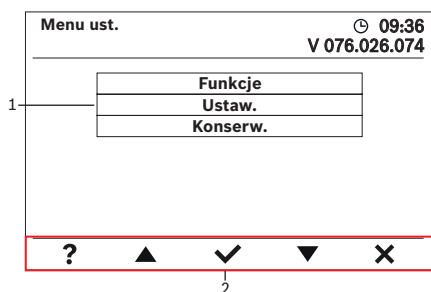 Menu ust. 09:36
V 076.026.074
Funkcje
1 Ustaw.
Konserw.
?
2